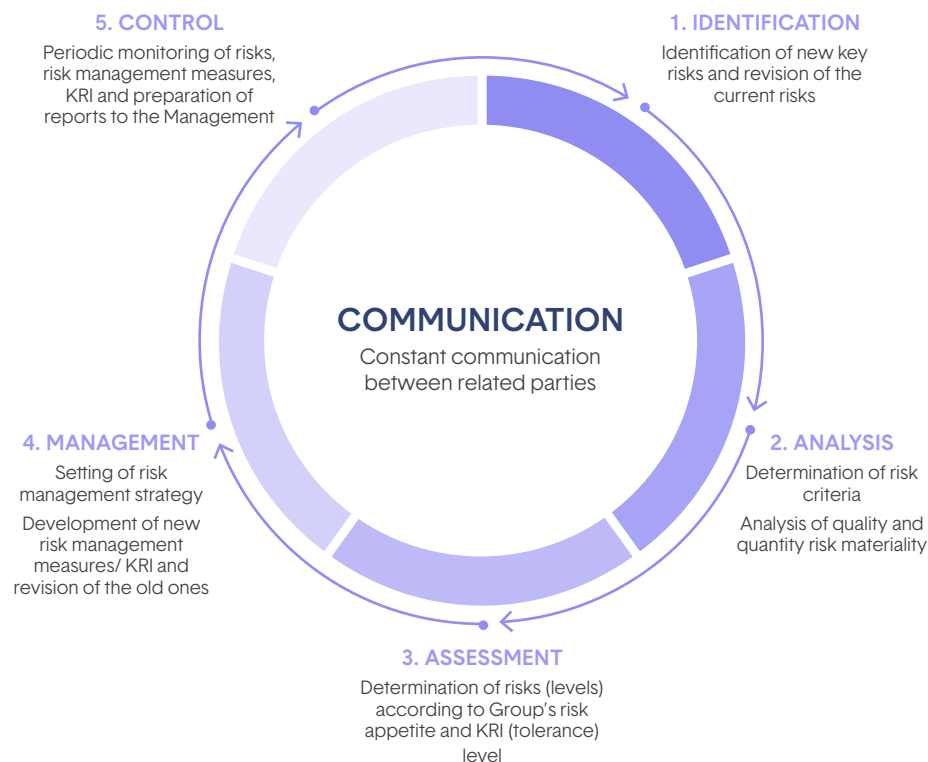 5. CONTROL
Periodic monitoring of risks,
risk management measures,
KRI and preparation of
reports to the Management
1. IDENTIFICATION
Identification of new key
risks and revision of the
current risks
COMMUNICATION
Constant communication
between related parties
4. MANAGEMENT
Setting of risk
management strategy
Development of new
risk management
measures/ KRI and
revision of the old ones
2. ANALYSIS
Determination of risk
criteria
Analysis of quality and
quantity risk materiality
3. ASSESSMENT
Determination of risks (levels)
according to Group's risk
appetite and KRI (tolerance)
level